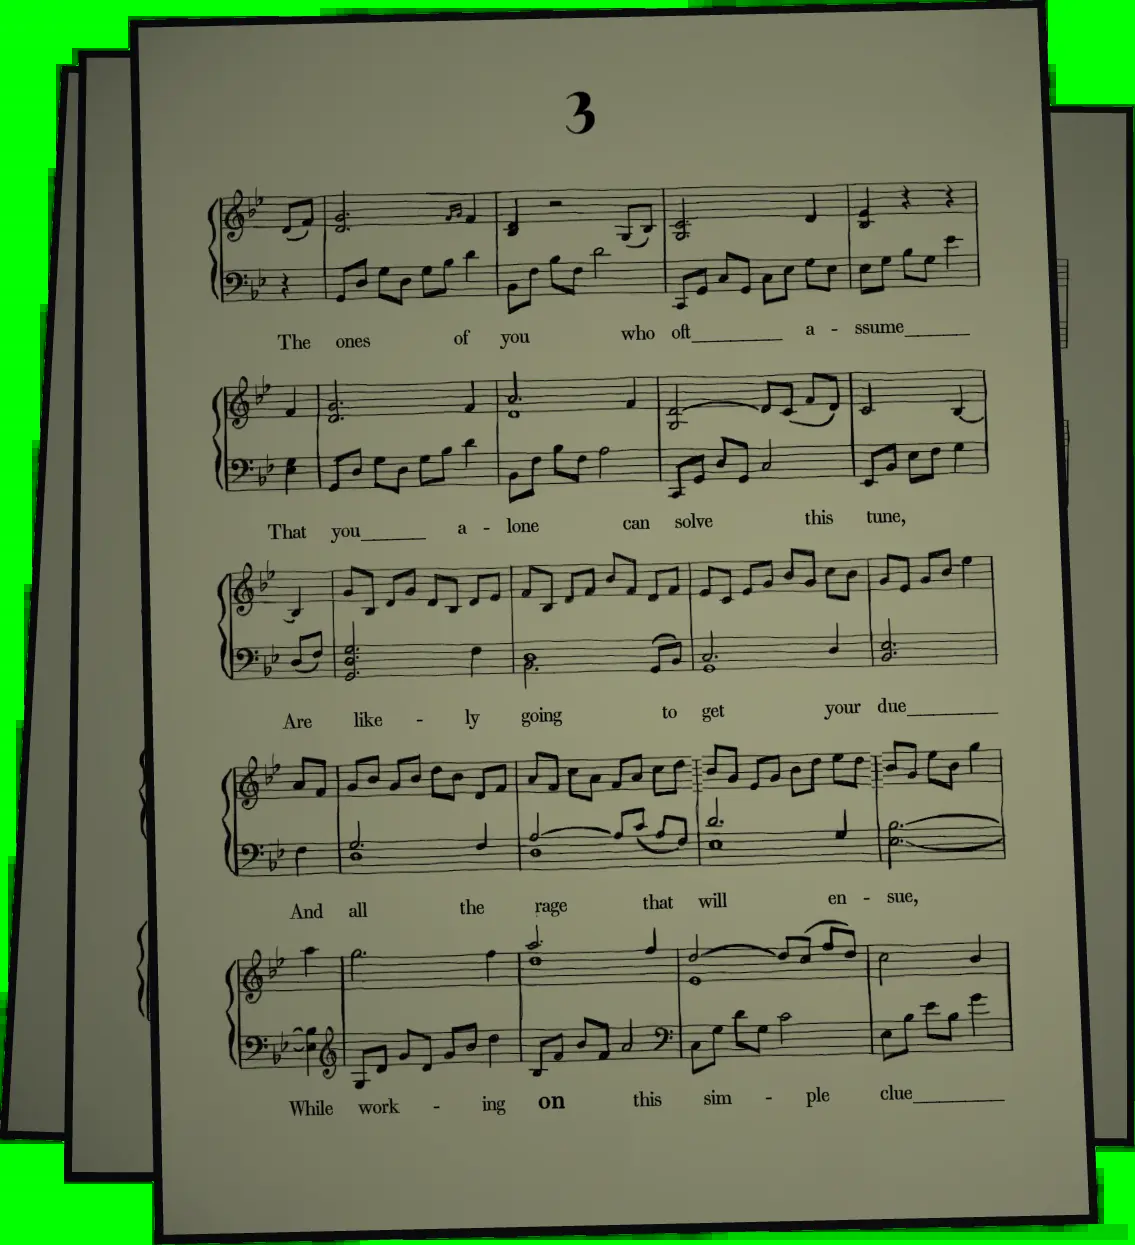 3
The ones of you who oft_________ a - ssume______
That you______ a - lone can solve this tune,
Are like - ly going to get your due________
And all the rage that will en - sue,
While work - ing on this sim - ple clue________